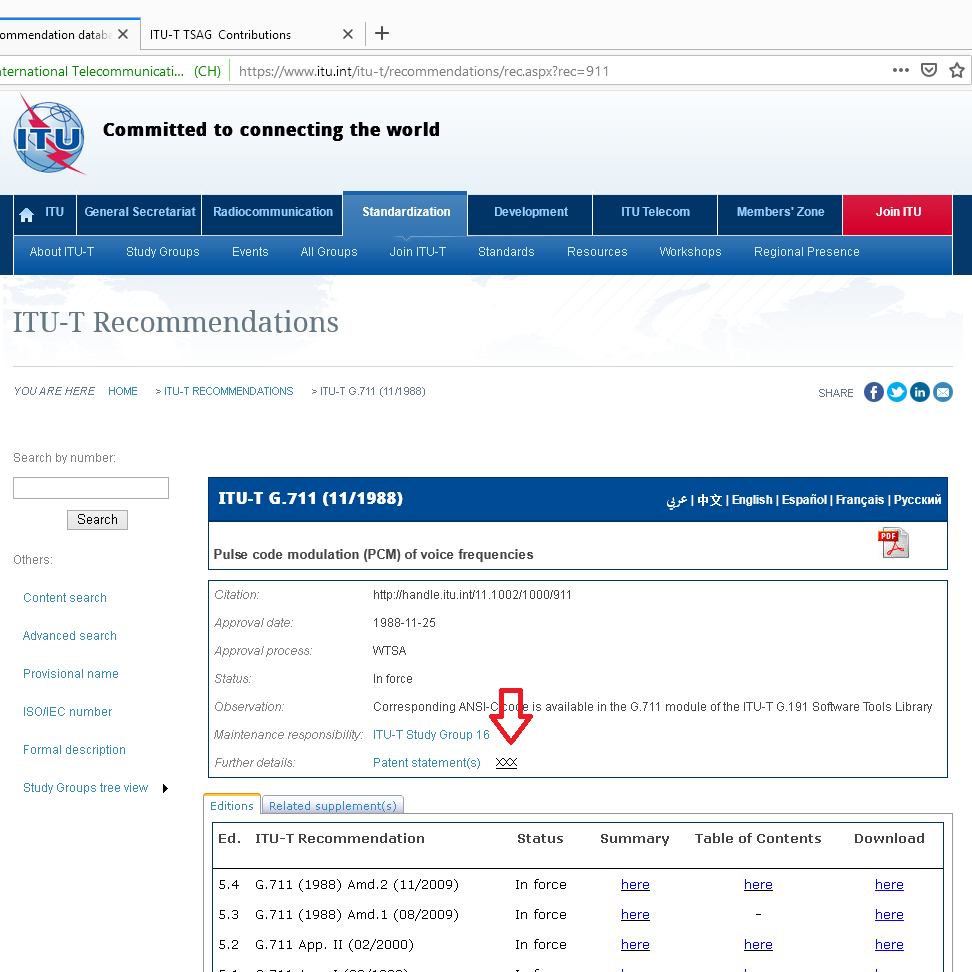 ommendation databa
ITU-T TSAG Contributions
nternational Telecommunicati... (CH)
https://www.itu.int/itu-t/recommendations/rec.aspx?rec=911
ITU
Committed to connecting the world
ITU General Secretariat Radiocommunication Standardization Development ITU Telecom Members' Zone Join ITU
About ITU-T Study Groups Events All Groups Join ITU-T Standards Resources Workshops Regional Presence
ITU-T Recommendations
YOU ARE HERE HOME > ITU-T RECOMMENDATIONS > ITU-T G.711 (11/1988)
SHARE
Search by number:
Search
Others:
Content search
Advanced search
Provisional name
ISO/IEC number
Formal description
Study Groups tree view
ITU-T G.711 (11/1988)
عربي | 中文 | English | Español | Français | Русский
Pulse code modulation (PCM) of voice frequencies
PDF
Citation: http://handle.itu.int/11.1002/1000/911
Approval date: 1988-11-25
Approval process: WTSA
Status: In force
Observation: Corresponding ANSI-C code is available in the G.711 module of the ITU-T G.191 Software Tools Library
Maintenance responsibility: ITU-T Study Group 16
Further details: Patent statement(s) XXX
Editions Related supplement(s)
Ed. ITU-T Recommendation Status Summary Table of Contents Download
5.4 G.711 (1988) Amd.2 (11/2009) In force here here here
5.3 G.711 (1988) Amd.1 (08/2009) In force here - here
5.2 G.711 App. II (02/2000) In force here here here